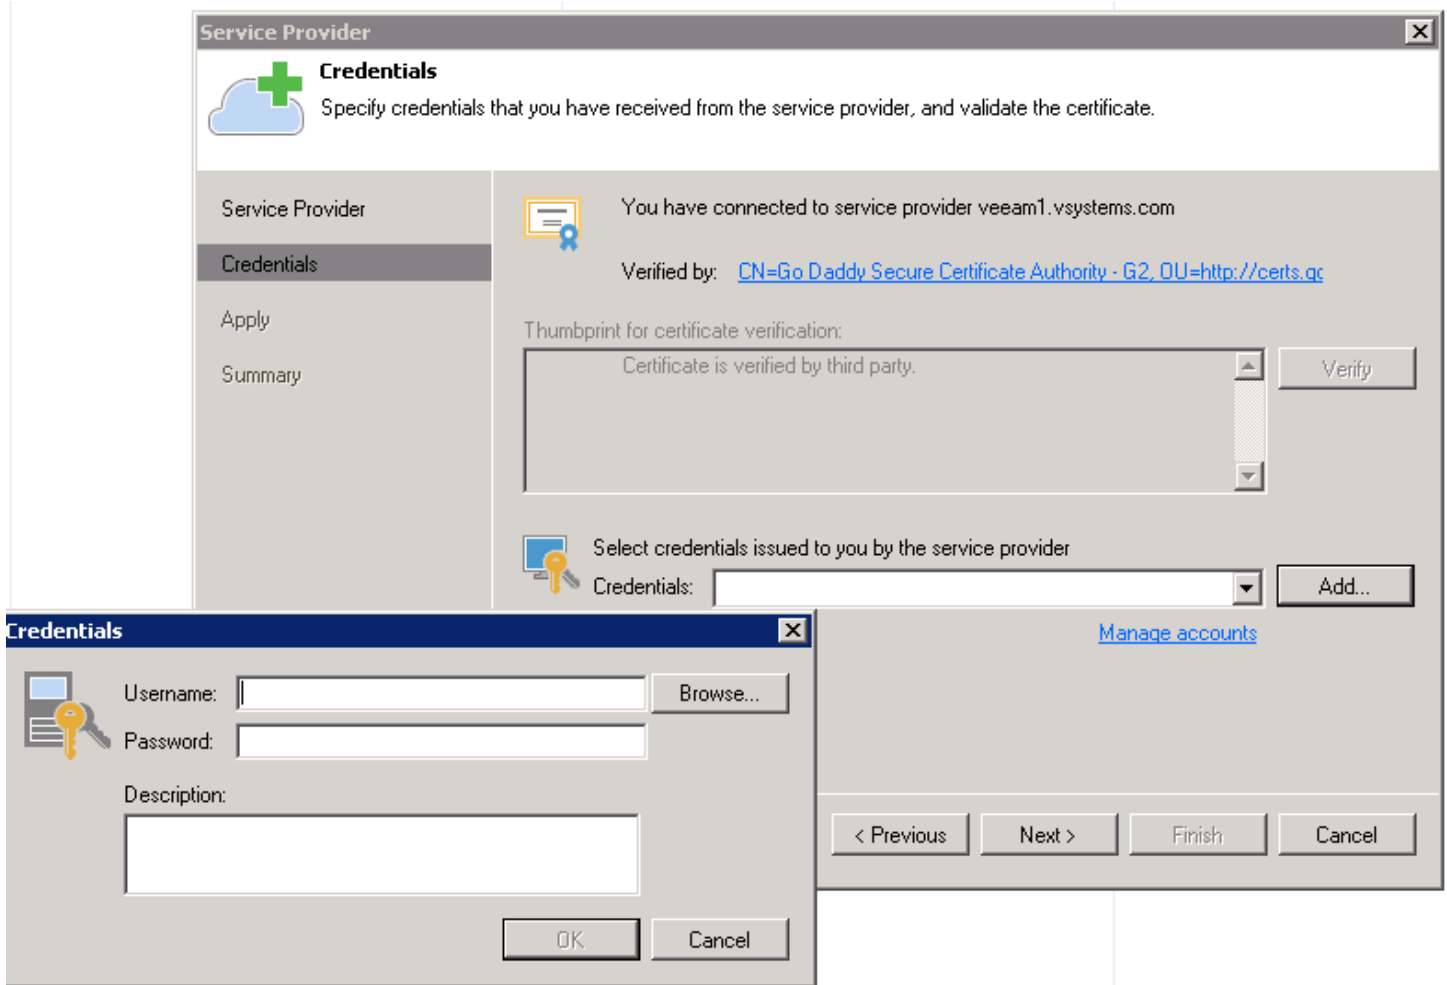 Service Provider
Credentials
Specify credentials that you have received from the service provider, and validate the certificate.
Service Provider
Credentials
Apply
Summary
You have connected to service provider veeam1.vsystems.com
Verified by: CN=Go Daddy Secure Certificate Authority - G2, OU=http://certs.gc
Thumbprint for certificate verification:
Certificate is verified by third party.
Verify
Select credentials issued to you by the service provider
Credentials:
Add...
Manage accounts
< Previous
Next >
Finish
Cancel
Credentials
Username:
Browse...
Password:
Description:
OK
Cancel